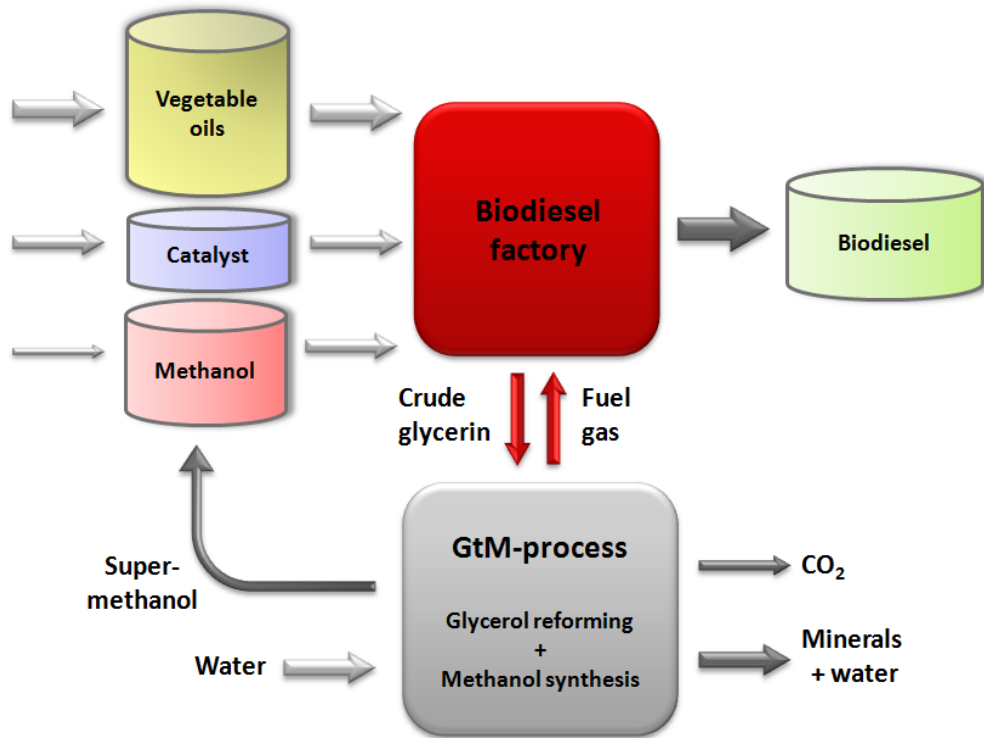 Vegetable
oils
Catalyst
Methanol
Biodiesel
factory
Biodiesel
Crude
glycerin
Fuel
gas
Super-
methanol
Water
GtM-process
Glycerol reforming
+
Methanol synthesis
CO₂
Minerals
+ water